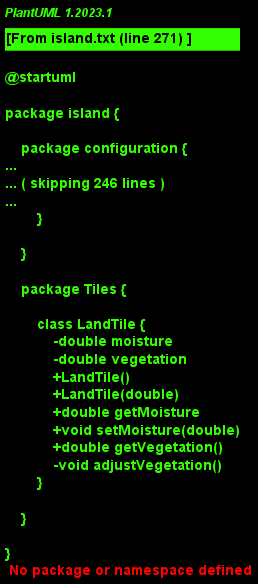 PlantUML 1.2023.1
[From island.txt (line 271) ]
@startuml
package island {
package configuration {
...
... ( skipping 246 lines )
...
}
}
package Tiles {
class LandTile {
-double moisture
-double vegetation
+LandTile()
+LandTile(double)
+double getMoisture
+void setMoisture(double)
+double getVegetation()
-void adjustVegetation()
}
}
}
No package or namespace defined